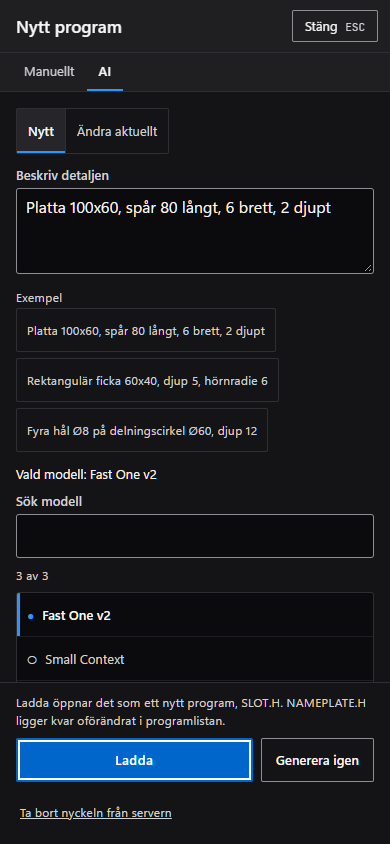 Nytt program
Stäng ESC
Manuellt AI
Nytt Ändra aktuellt
Beskriv detaljen
Platta 100x60, spår 80 långt, 6 brett, 2 djupt
Exempel
Platta 100x60, spår 80 långt, 6 brett, 2 djupt
Rektangulär ficka 60x40, djup 5, hörnradie 6
Fyra hål Ø8 på delningscirkel Ø60, djup 12
Vald modell: Fast One v2
Sök modell
3 av 3
Fast One v2
Small Context
Ladda öppnar det som ett nytt program, SLOT.H. NAMEPLATE.H
ligger kvar oförändrat i programlistan.
Ladda
Generera igen
Ta bort nyckeln från servern